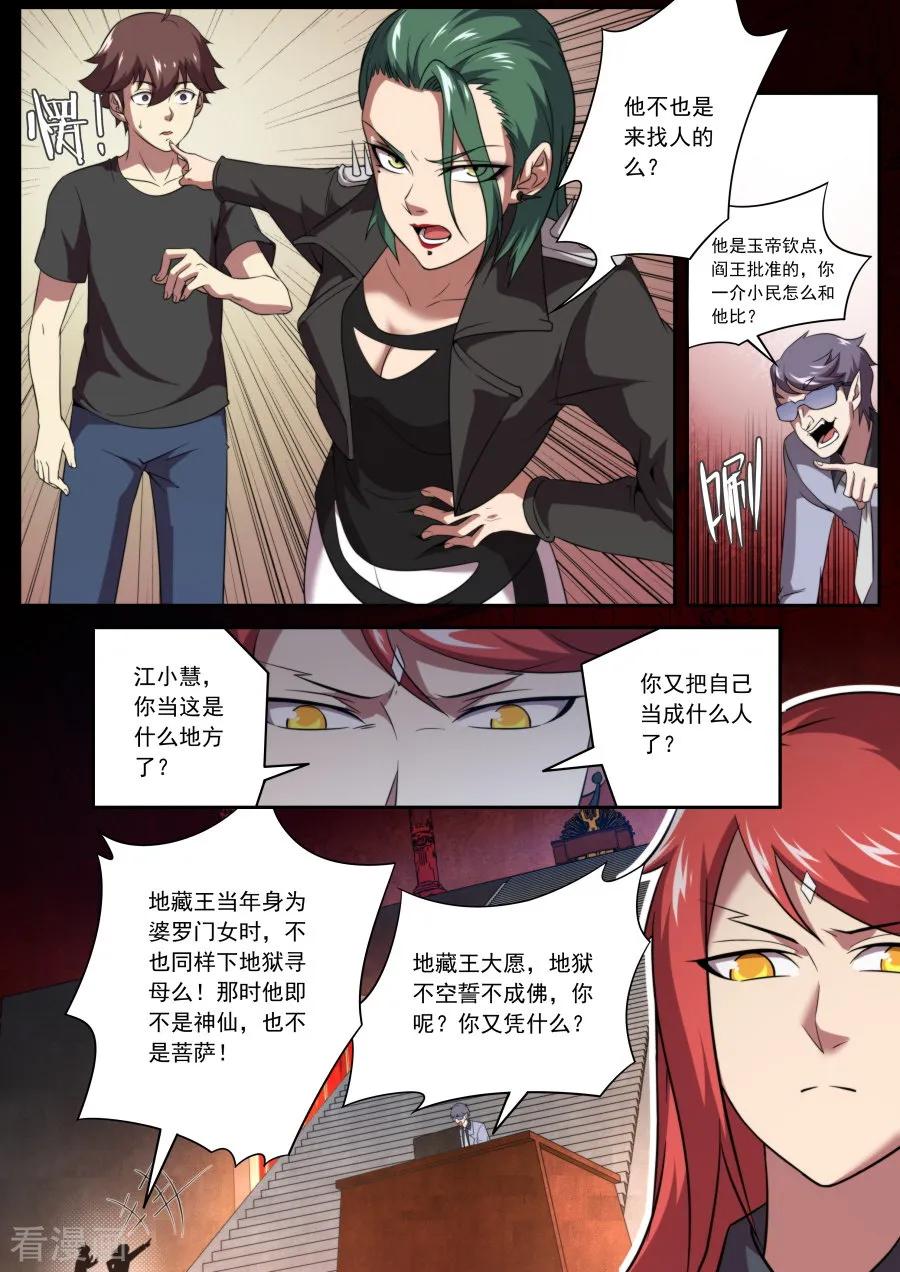 愣!
他不也是
来找人的
么？
他是玉帝钦点，
阎王批准的，你
一介小民怎么和
他比？
唰
江小慧，
你当这是
什么地方
了？
你又把自己
当成什么人
了？
地藏王当年身为
婆罗门女时，不
也同样下地狱寻
母么！那时他即
不是神仙，也不
是菩萨！
地藏王大愿，地狱
不空誓不成佛，你
呢？你又凭什么？
看漫画